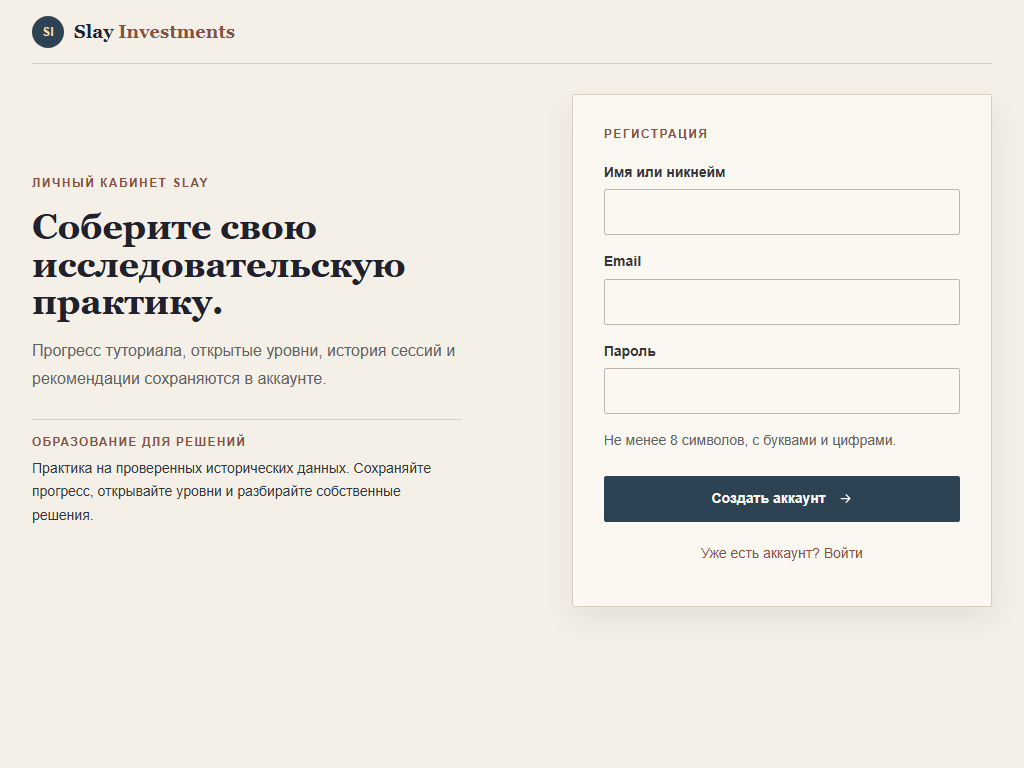 SI
Slay Investments
ЛИЧНЫЙ КАБИНЕТ SLAY
Соберите свою
исследовательскую
практику.
Прогресс туториала, открытые уровни, история сессий и
рекомендации сохраняются в аккаунте.
ОБРАЗОВАНИЕ ДЛЯ РЕШЕНИЙ
Практика на проверенных исторических данных. Сохраняйте
прогресс, открывайте уровни и разбирайте собственные
решения.
РЕГИСТРАЦИЯ
Имя или никнейм
Email
Пароль
Не менее 8 символов, с буквами и цифрами.
Создать аккаунт →
Уже есть аккаунт? Войти